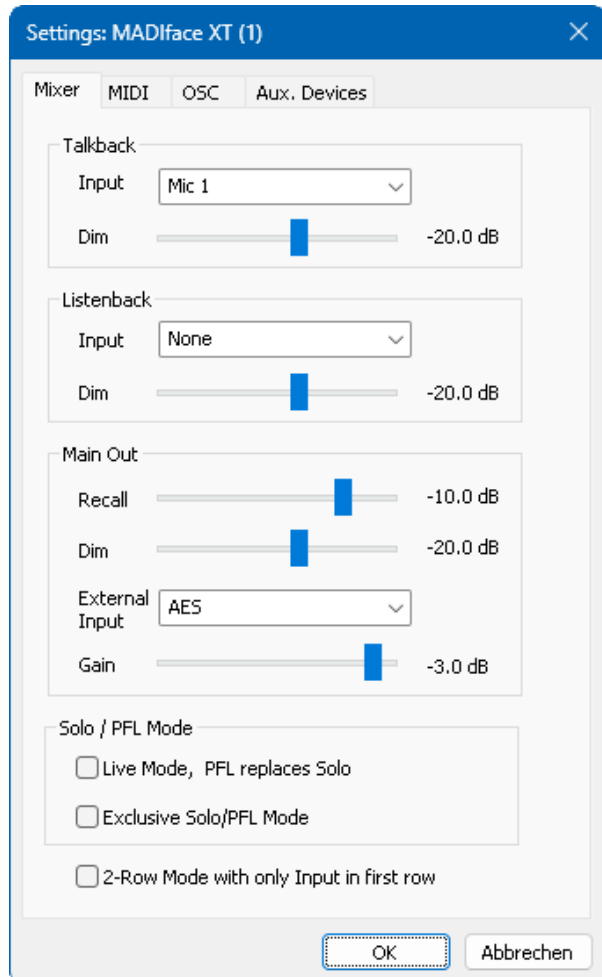 Settings: MADIface XT (1)
Mixer MIDI OSC Aux. Devices
Talkback
Input Mic 1
Dim -20.0 dB
Listenback
Input None
Dim -20.0 dB
Main Out
Recall -10.0 dB
Dim -20.0 dB
External
Input AES
Gain -3.0 dB
Solo / PFL Mode
Live Mode, PFL replaces Solo
Exclusive Solo/PFL Mode
2-Row Mode with only Input in first row
OK Abbrechen